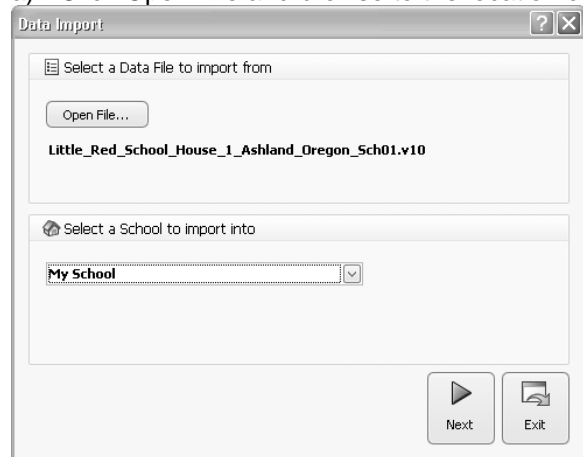 Data Import
Select a Data File to import from
Open File...
Little_Red_School_House_1_Ashland_Oregon_Sch01.v10
Select a School to import into
My School
Next
Exit